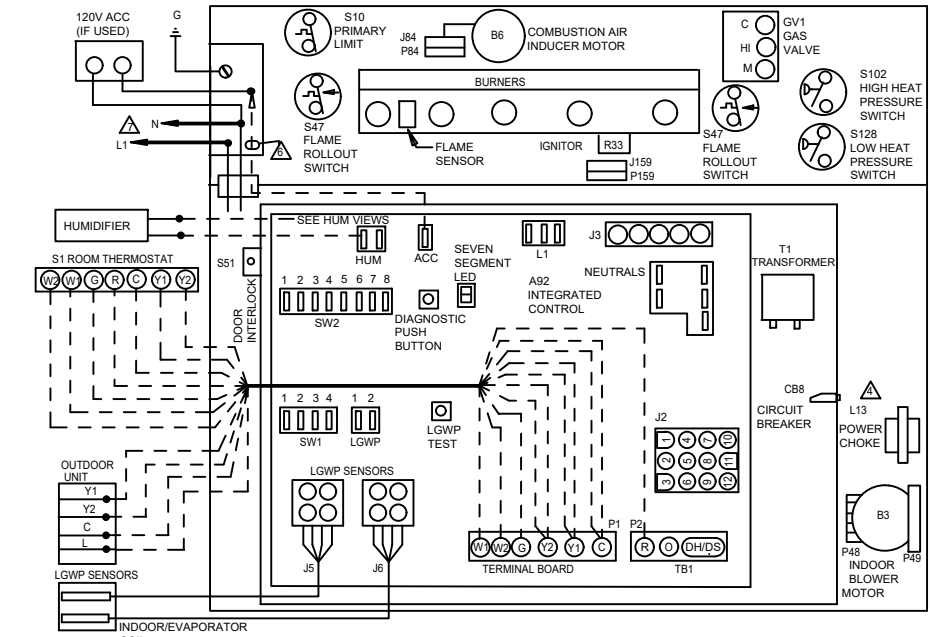 120V ACC
(IF USED)
G
S10
PRIMARY
LIMIT
J84
P84
B6
COMBUSTION AIR
INDUCER MOTOR
C
HI
M
GV1
GAS
VALVE
S102
HIGH HEAT
PRESSURE
SWITCH
BURNERS
7
N
L1
6
S47
FLAME
ROLLOUT
SWITCH
FLAME
SENSOR
IGNITOR
R33
J159
P159
S47
FLAME
ROLLOUT
SWITCH
S128
LOW HEAT
PRESSURE
SWITCH
HUMIDIFIER
SEE HUM VIEWS
HUM
ACC
L1
J3
S51
DOOR
INTERLOCK
SEVEN
SEGMENT
LED
A92
INTEGRATED
CONTROL
NEUTRALS
T1
TRANSFORMER
S1 ROOM THERMOSTAT
W2 W1 G R C Y1 Y2
1 2 3 4 5 6 7 8
SW2
DIAGNOSTIC
PUSH
BUTTON
1 2 3 4
SW1
1 2
LGWP
LGWP
TEST
CB8
CIRCUIT
BREAKER
4
L13
POWER
CHOKE
J2
1 4 7 10
2 5 8 11
3 6 9 12
OUTDOOR
UNIT
Y1
Y2
C
L
LGWP SENSORS
J5
J6
W1 W2 G Y2 Y1 C
P1
TERMINAL BOARD
P2
R O DH/DS
TB1
B3
P48
P49
INDOOR
BLOWER
MOTOR
LGWP SENSORS
INDOOR/EVAPORATOR